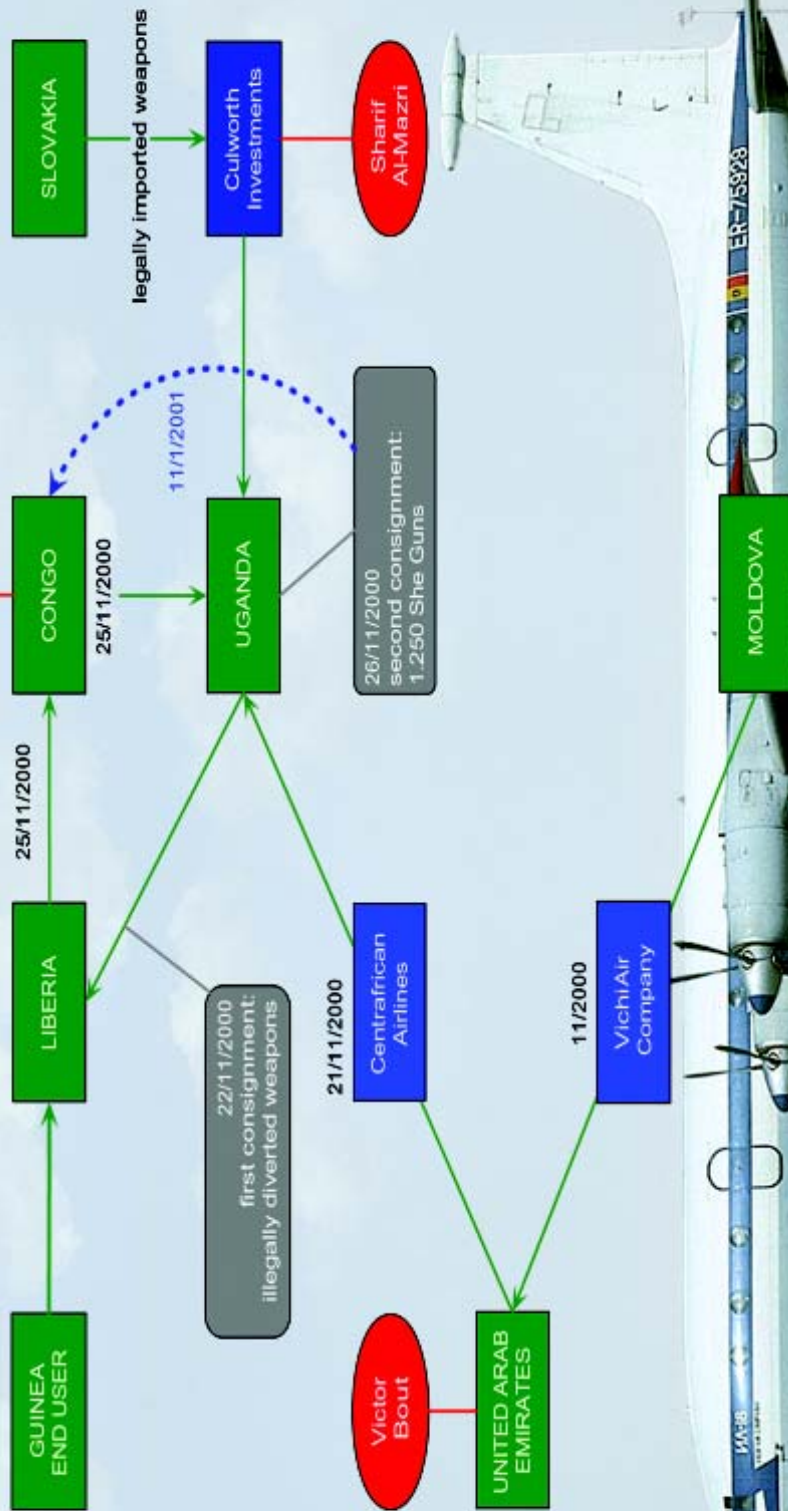 GUINEA
END USER
LIBERIA
25/11/2000
CONGO
SLOVAKIA
25/11/2000
11/1/2001
legally imported weapons
22/11/2000
first consignment:
illegally diverted weapons
UGANDA
Culworth
Investments
Victor
Bout
21/11/2000
Centrafrican
Airlines
26/11/2000
second consignment:
1.250 She Guns
Sharif
Al-Mazri
UNITED ARAB
EMIRATES
11/2000
VichiAir
Company
MOLDOVA
ER-75929